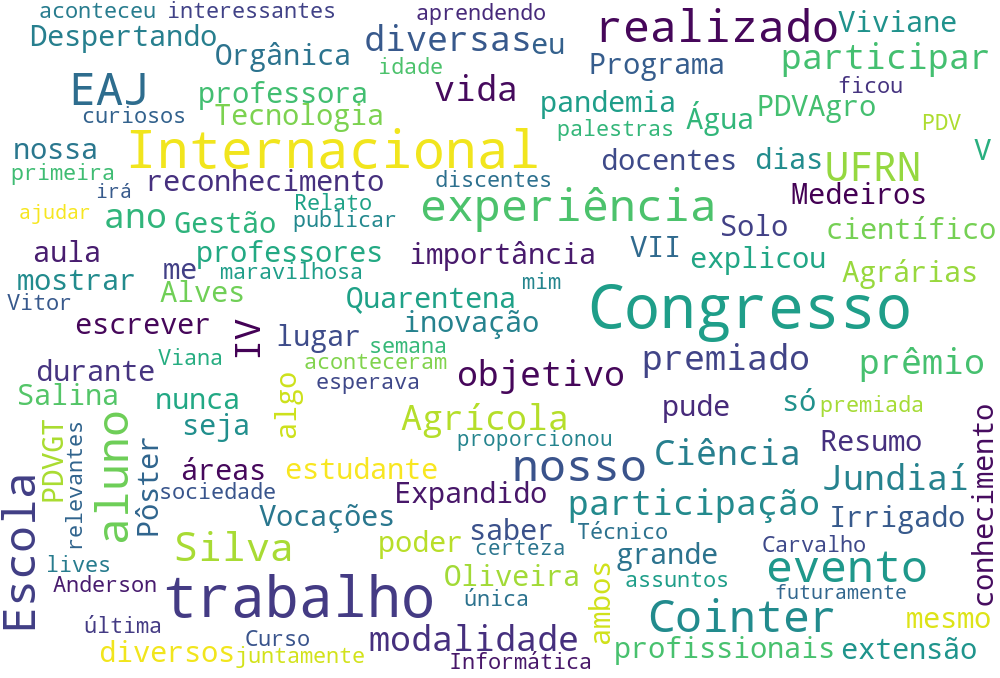 aconteceu interessantes aprendendo
Despertando diversas eu realizado Viviane
Orgânica idade Programa participar
EAJ professora vida pandemia PDVAgro ficou
curiosos Tecnologia palestras Água PDV
nossa Internacional docentes dias UFRN V
primeira irá reconhecimento discentes Medeiros
ajudar ano Gestão Relato publicar experiência Solo científico
aula professores importância VII explicou
mostrar me maravilhosa mim Agrárias
Vitor Alves Quarentena Congresso
escrever IV lugar inovação
durante Viana semana aconteceram premiado prêmio
Salina nunca algo esperava objetivo
seja Agrícola pude só premiada
PDVGT relevantes aluno Pôster proporcionou Ciência Resumo conhecimento
áreas estudante nosso Jundiaí
Escola sociedade Expandido participação
Vocações saber Técnico Irrigado
Silva poder certeza grande Carvalho
lives Oliveira ambos assuntos evento
Anderson trabalho única futuramente
última Curso modalidade Cointer mesmo
diversos juntamente Informática profissionais extensão